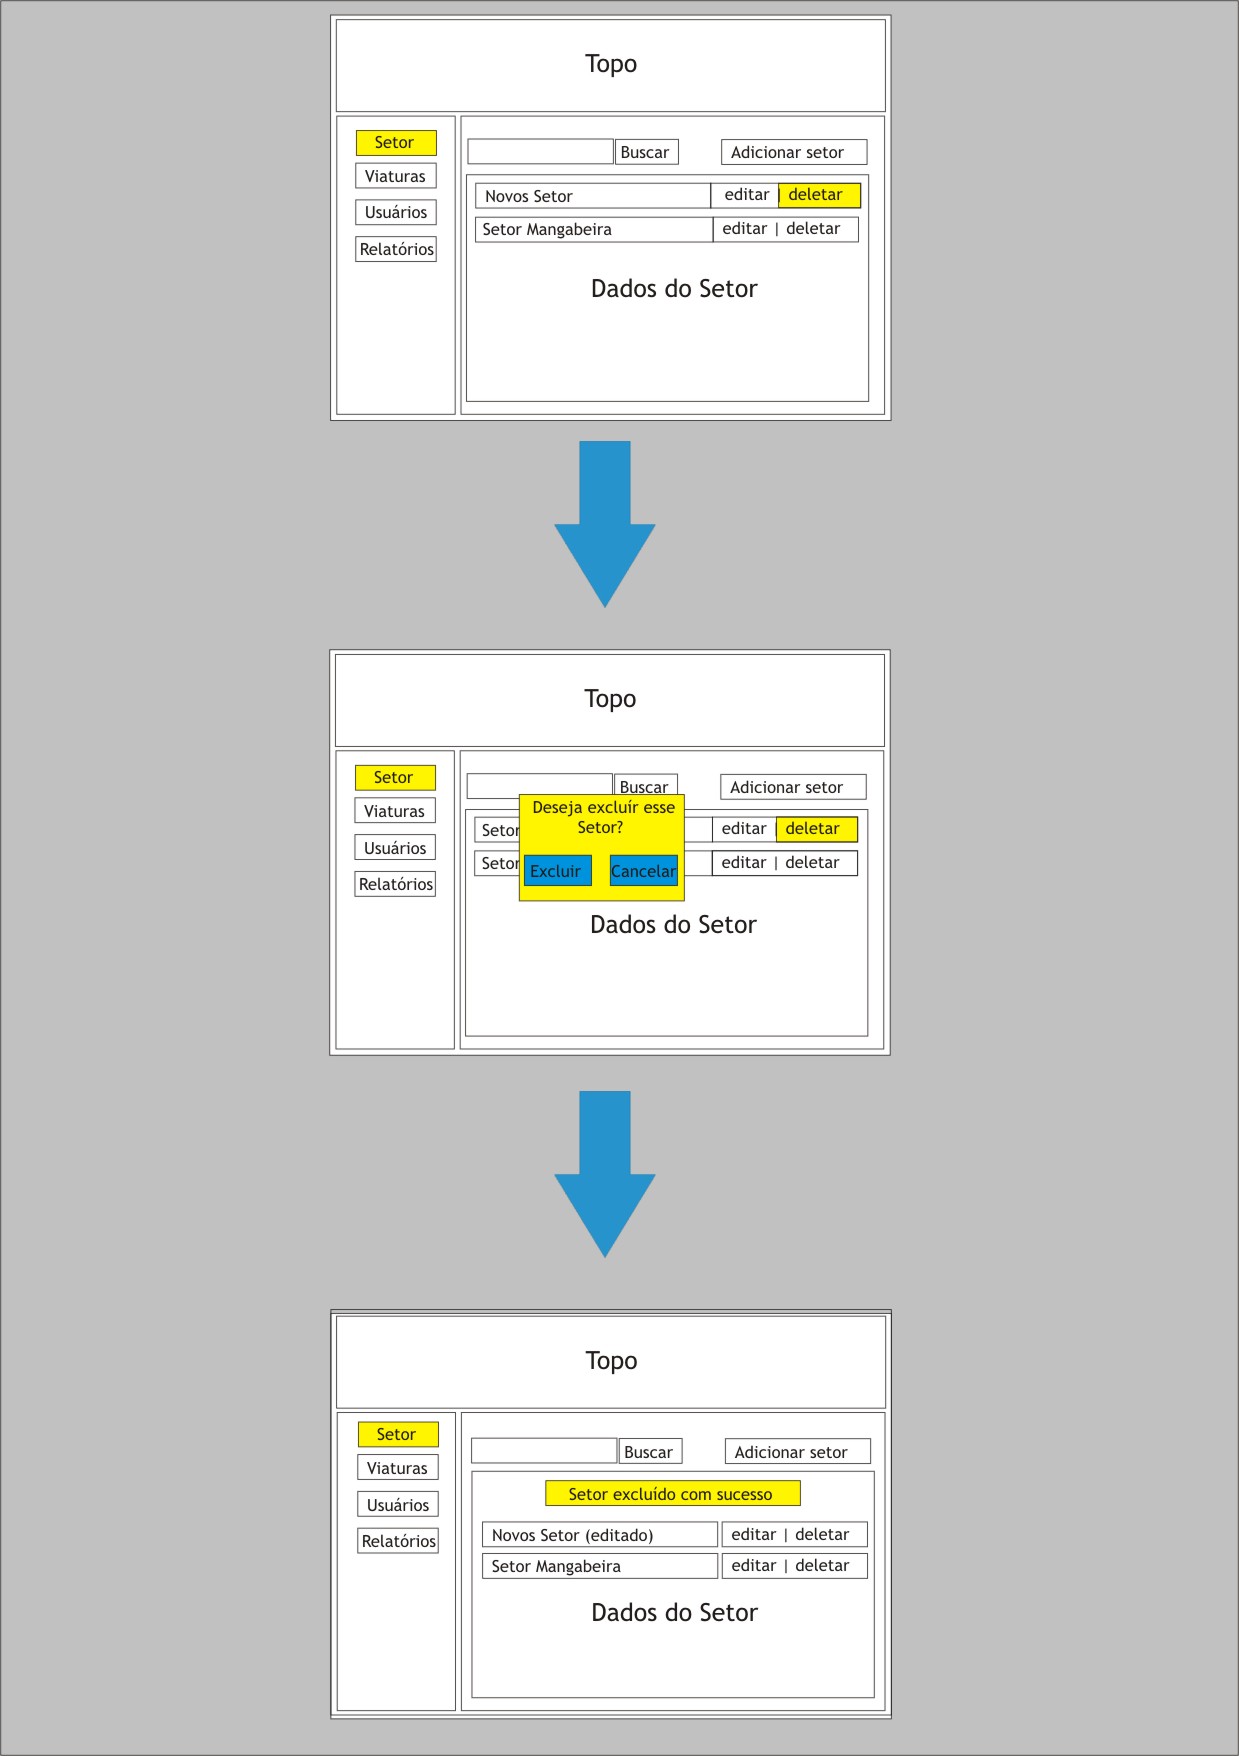 Topo
Setor
Viaturas
Usuários
Relatórios
Buscar
Adicionar setor
Novos Setor
editar | deletar
Setor Mangabeira
editar | deletar
Dados do Setor
Topo
Setor
Viaturas
Usuários
Relatórios
Buscar
Adicionar setor
Deseja excluír esse
Setor?
Excluir
Cancelar
Setor
editar | deletar
Setor
editar | deletar
Dados do Setor
Topo
Setor
Viaturas
Usuários
Relatórios
Buscar
Adicionar setor
Setor excluído com sucesso
Novos Setor (editado)
editar | deletar
Setor Mangabeira
editar | deletar
Dados do Setor